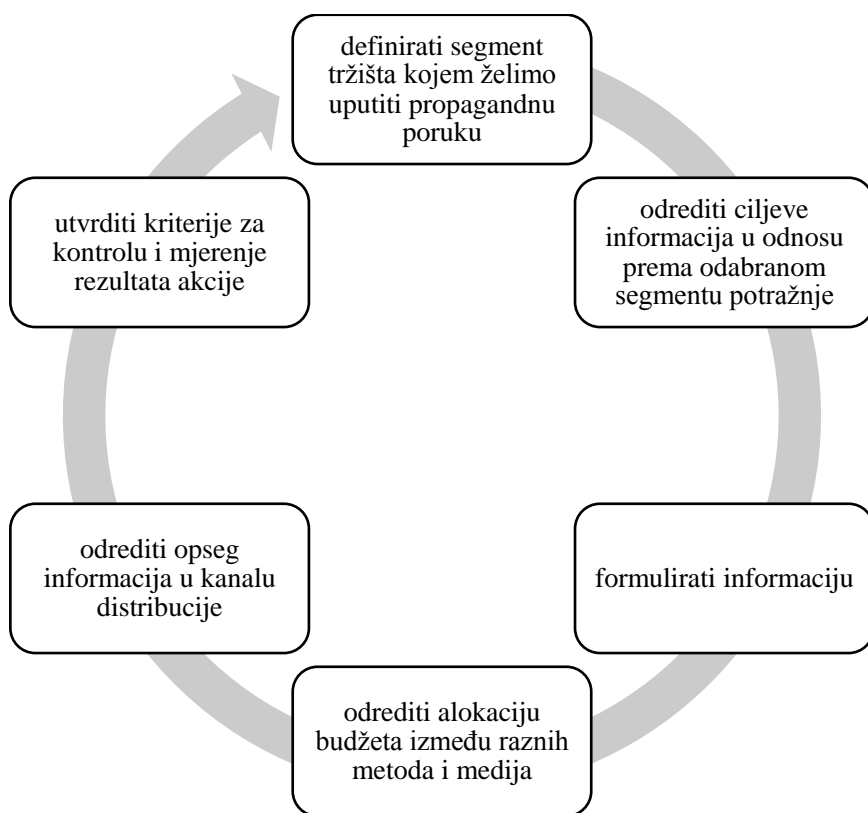 definirati segment
tržišta kojem želimo
uputiti propagandnu
poruku
odrediti ciljeve
informacija u odnosu
prema odabranom
segmentu potražnje
formulirati informaciju
odrediti alokaciju
budžeta između raznih
metoda i medija
odrediti opseg
informacija u kanalu
distribucije
utvrditi kriterije za
kontrolu i mjerenje
rezultata akcije